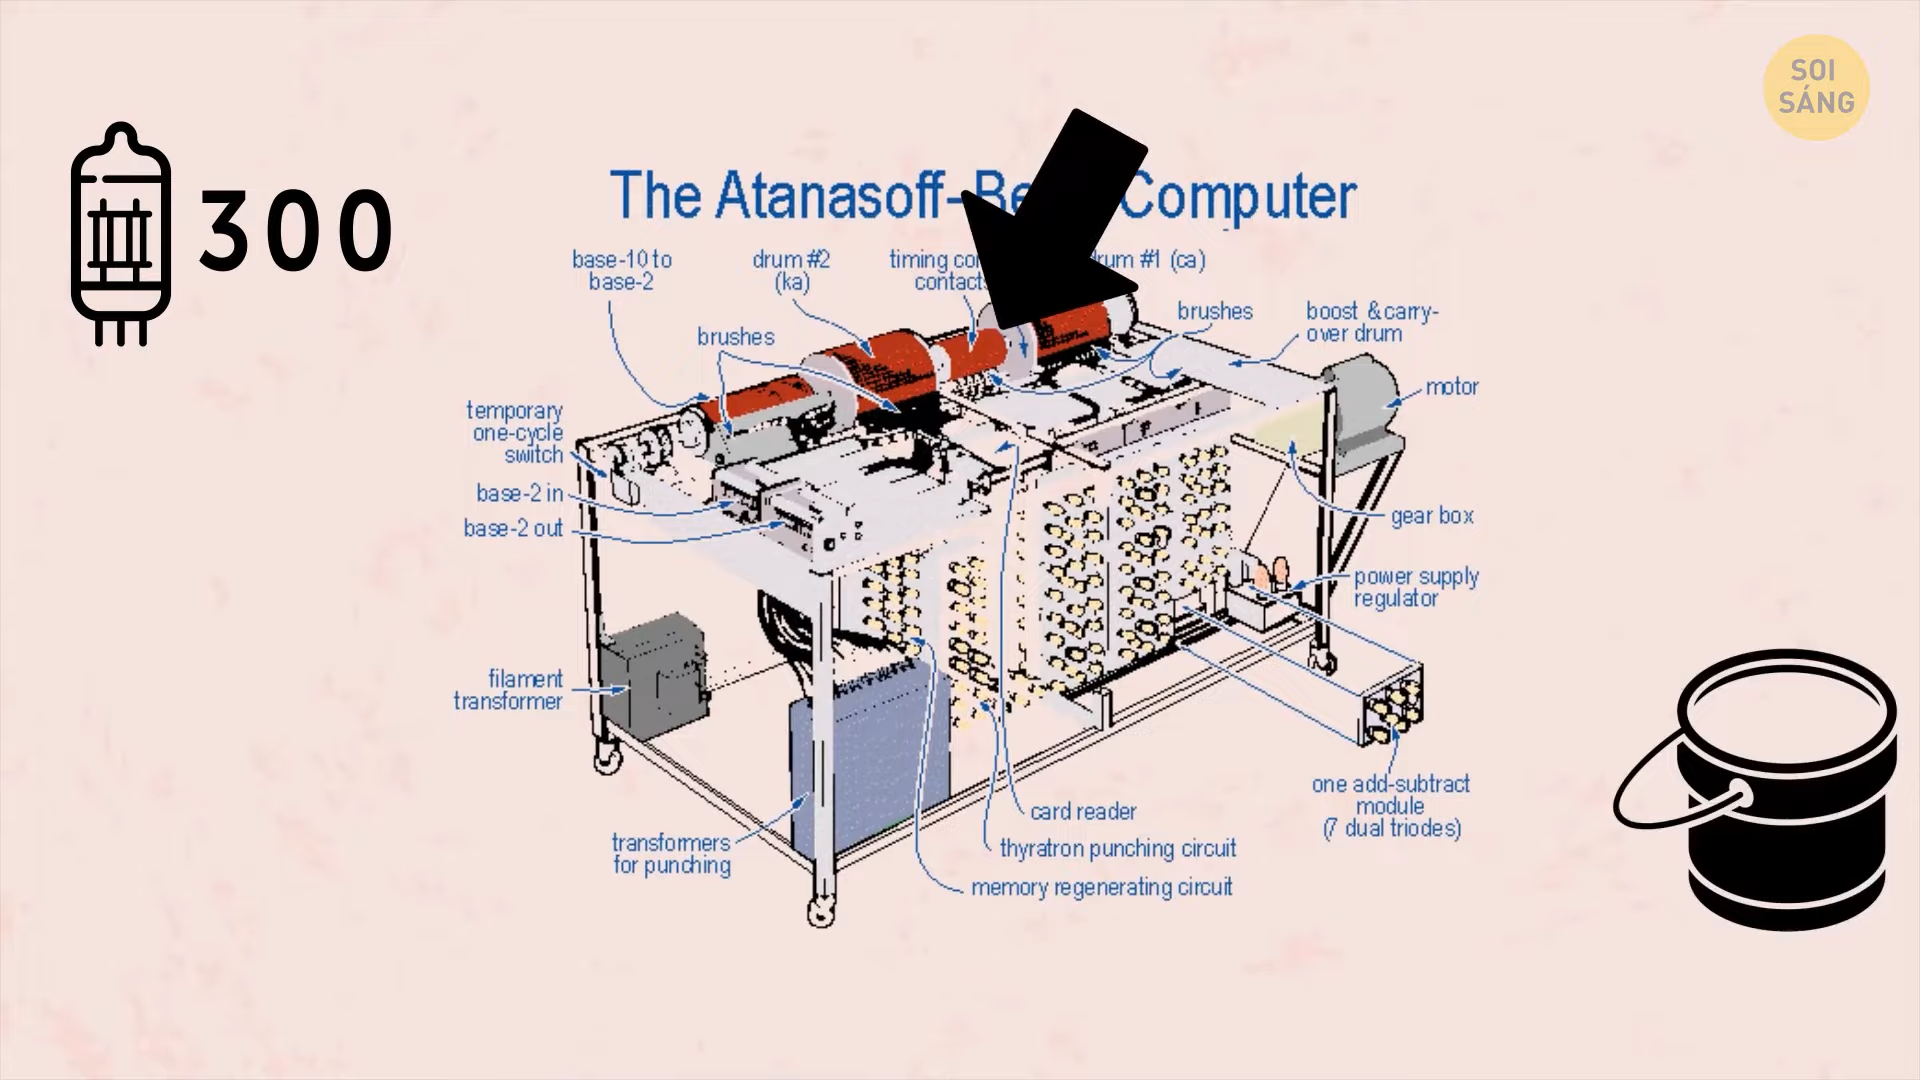 SOI
SÁNG
300
The Atanasoff-Be Computer
base-10 to
base-2
drum #2
(ka)
timing
contacts
drum #1 (ca)
brushes
brushes
boost & carry-
over drum
motor
temporary
one-cycle
switch
base-2 in
base-2 out
gear box
power supply
regulator
filament
transformer
one add-subtract
module
(7 dual triodes)
transformers
for punching
card reader
thyratron punching circuit
memory regenerating circuit